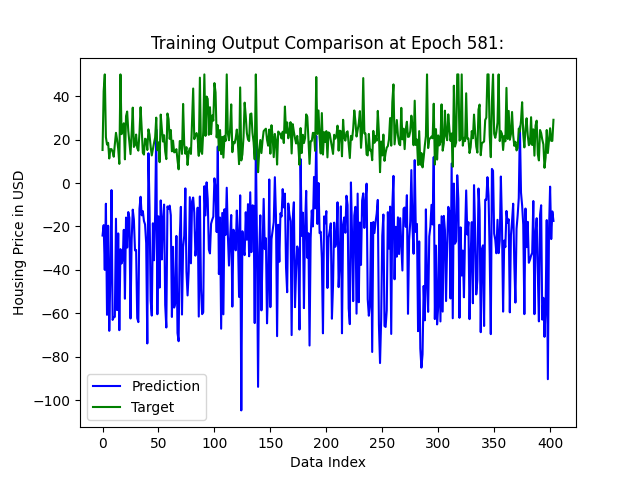 Training Output Comparison at Epoch 581:
Housing Price in USD
40
20
0
−20
−40
−60
−80
−100
Prediction
Target
0 50 100 150 200 250 300 350 400
Data Index